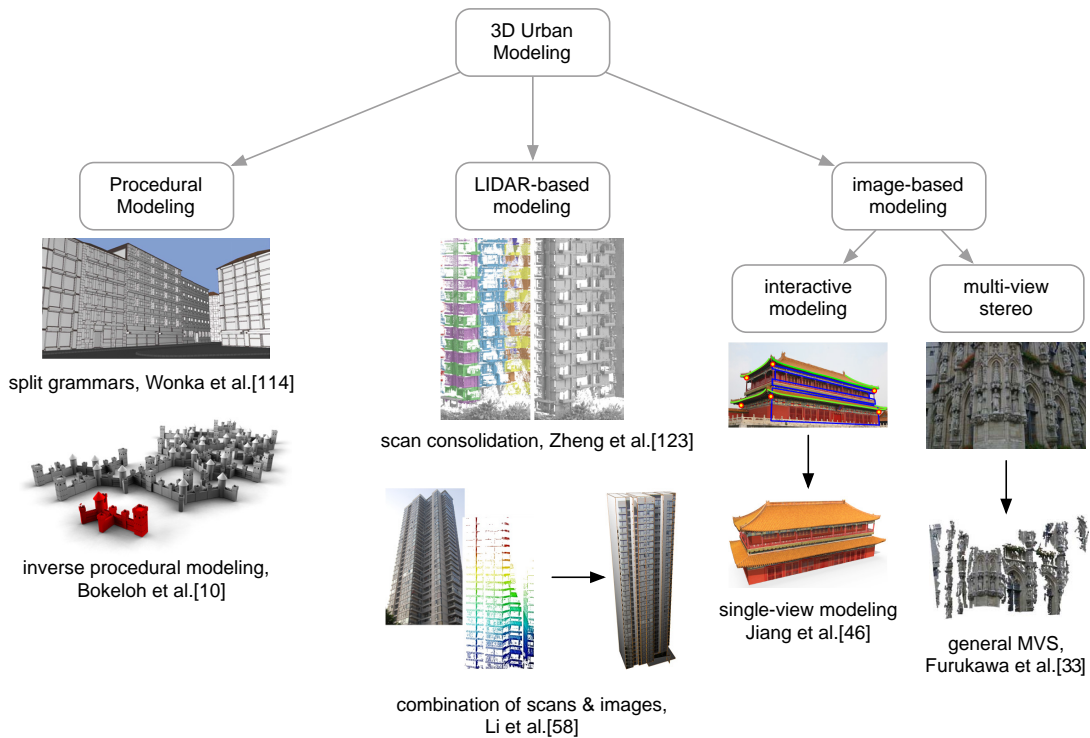 3D Urban
Modeling
Procedural
Modeling
LIDAR-based
modeling
image-based
modeling
interactive
modeling
multi-view
stereo
split grammars, Wonka et al.[114]
scan consolidation, Zheng et al.[123]
inverse procedural modeling,
Bokeloh et al.[10]
single-view modeling
Jiang et al.[46]
general MVS,
Furukawa et al.[33]
combination of scans & images,
Li et al.[58]